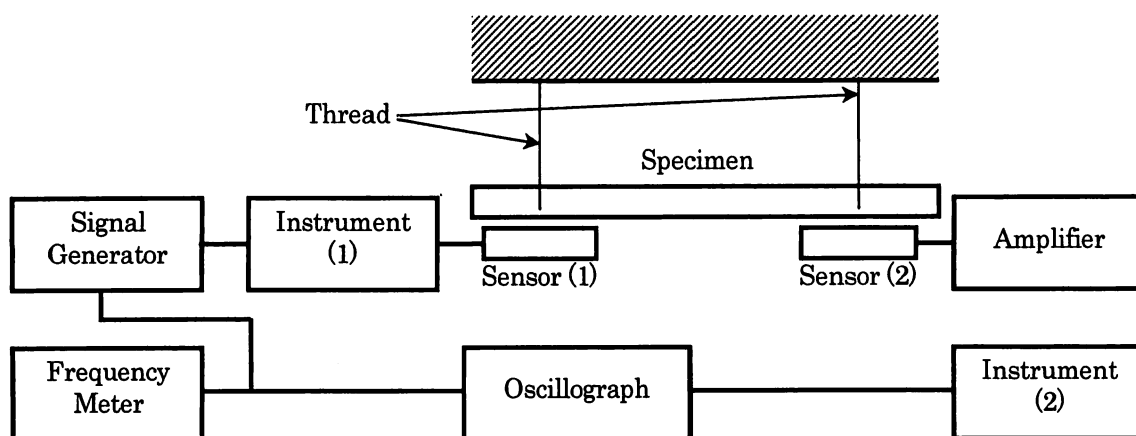 Thread
Specimen
Signal
Generator
Instrument
(1)
Sensor (1)
Sensor (2)
Amplifier
Frequency
Meter
Oscillograph
Instrument
(2)